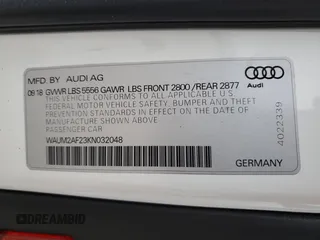 MFD. BY AUDI AG
09 18 GVWR LBS 5556 GAWR LBS FRONT 2800 /REAR 2877
THIS VEHICLE CONFORMS TO ALL APPLICABLE U.S.
FEDERAL MOTOR VEHICLE SAFETY, BUMPER AND THEFT
PREVENTION STANDARDS IN EFFECT ON THE DATE OF
MANUFACTURE SHOWN ABOVE.
PASSENGER CAR
WAUM2AF23KN032048
Audi
4022339
GERMANY
© DREAMBID